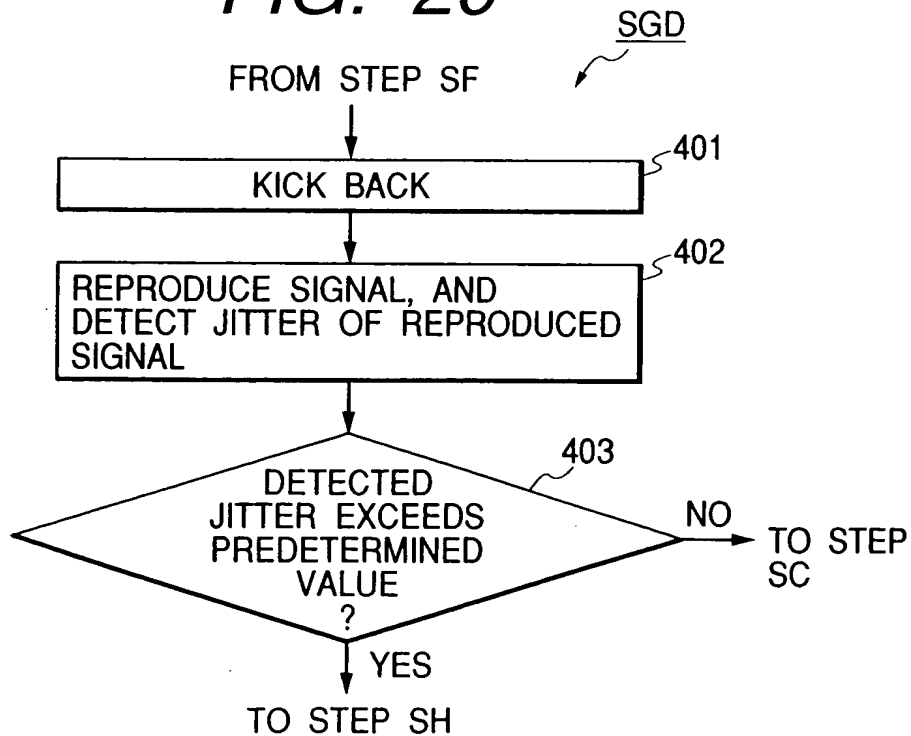 SGD
FROM STEP SF
401
KICK BACK
402
REPRODUCE SIGNAL, AND
DETECT JITTER OF REPRODUCED
SIGNAL
403
DETECTED
JITTER EXCEEDS
PREDETERMINED
VALUE
?
NO
TO STEP
SC
YES
TO STEP SH